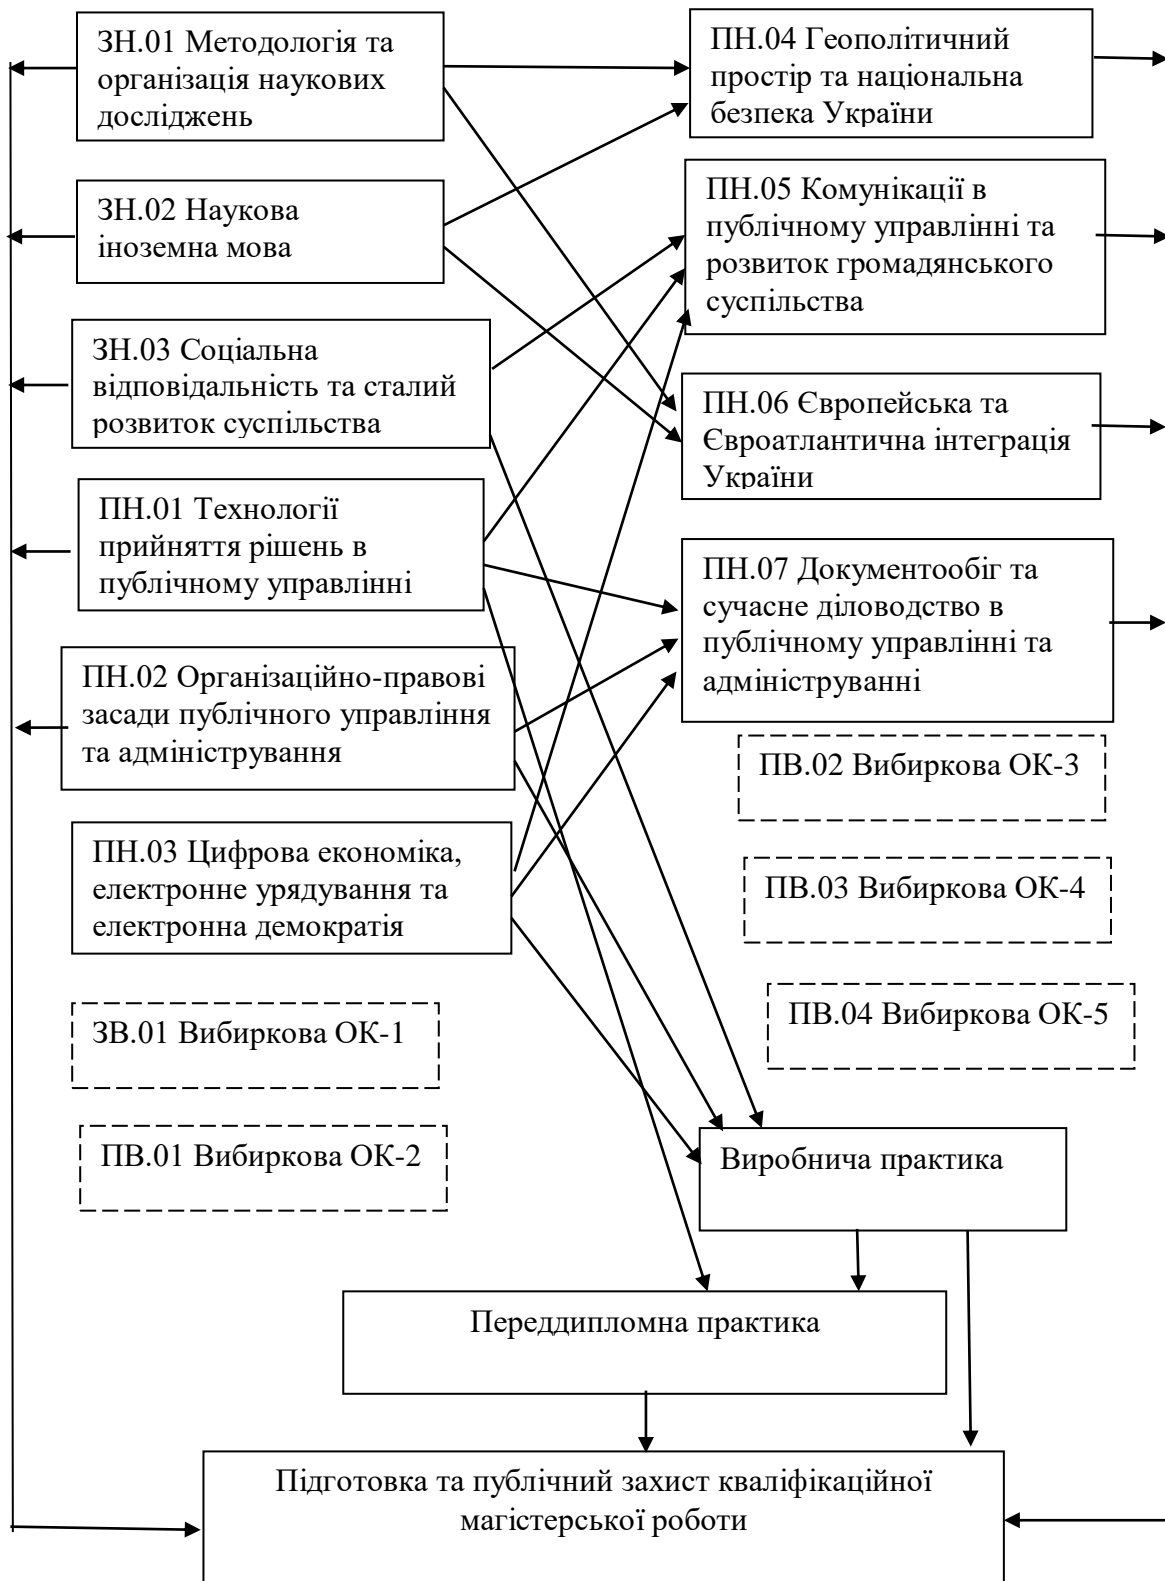 ЗН.01 Методологія та
організація наукових
досліджень
ЗН.02 Наукова
іноземна мова
ЗН.03 Соціальна
відповідальність та сталий
розвиток суспільства
ПН.01 Технології
прийняття рішень в
публічному управлінні
ПН.02 Організаційно-правові
засади публічного управління
та адміністрування
ПН.03 Цифрова економіка,
електронне урядування та
електронна демократія
ЗВ.01 Вибиркова ОК-1
ПВ.01 Вибиркова ОК-2
ПН.04 Геополітичний
простір та національна
безпека України
ПН.05 Комунікації в
публічному управлінні та
розвиток громадянського
суспільства
ПН.06 Європейська та
Євроатлантична інтеграція
України
ПН.07 Документообіг та
сучасне діловодство в
публічному управлінні та
адмініструванні
ПВ.02 Вибиркова ОК-3
ПВ.03 Вибиркова ОК-4
ПВ.04 Вибиркова ОК-5
Виробнича практика
Переддипломна практика
Підготовка та публічний захист кваліфікаційної
магістерської роботи